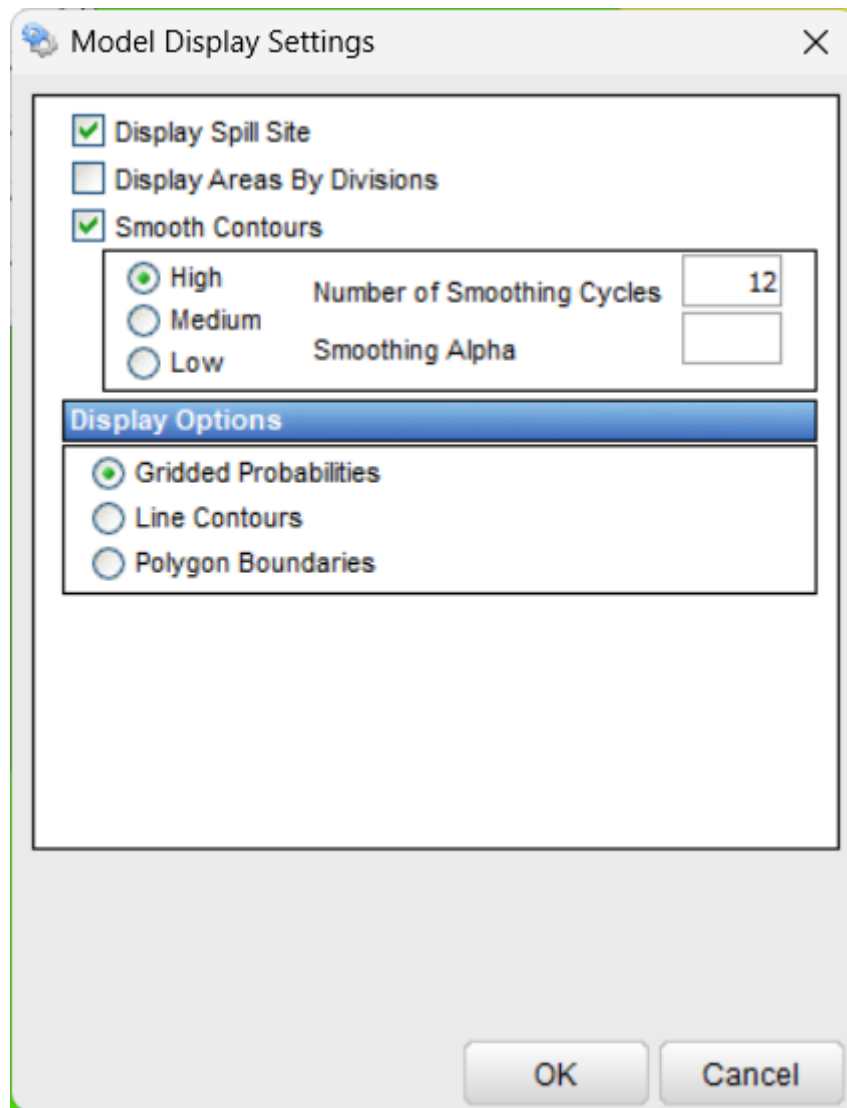 Model Display Settings
Display Spill Site
Display Areas By Divisions
Smooth Contours
High
Medium
Low
Number of Smoothing Cycles 12
Smoothing Alpha
Display Options
Gridded Probabilities
Line Contours
Polygon Boundaries
OK Cancel